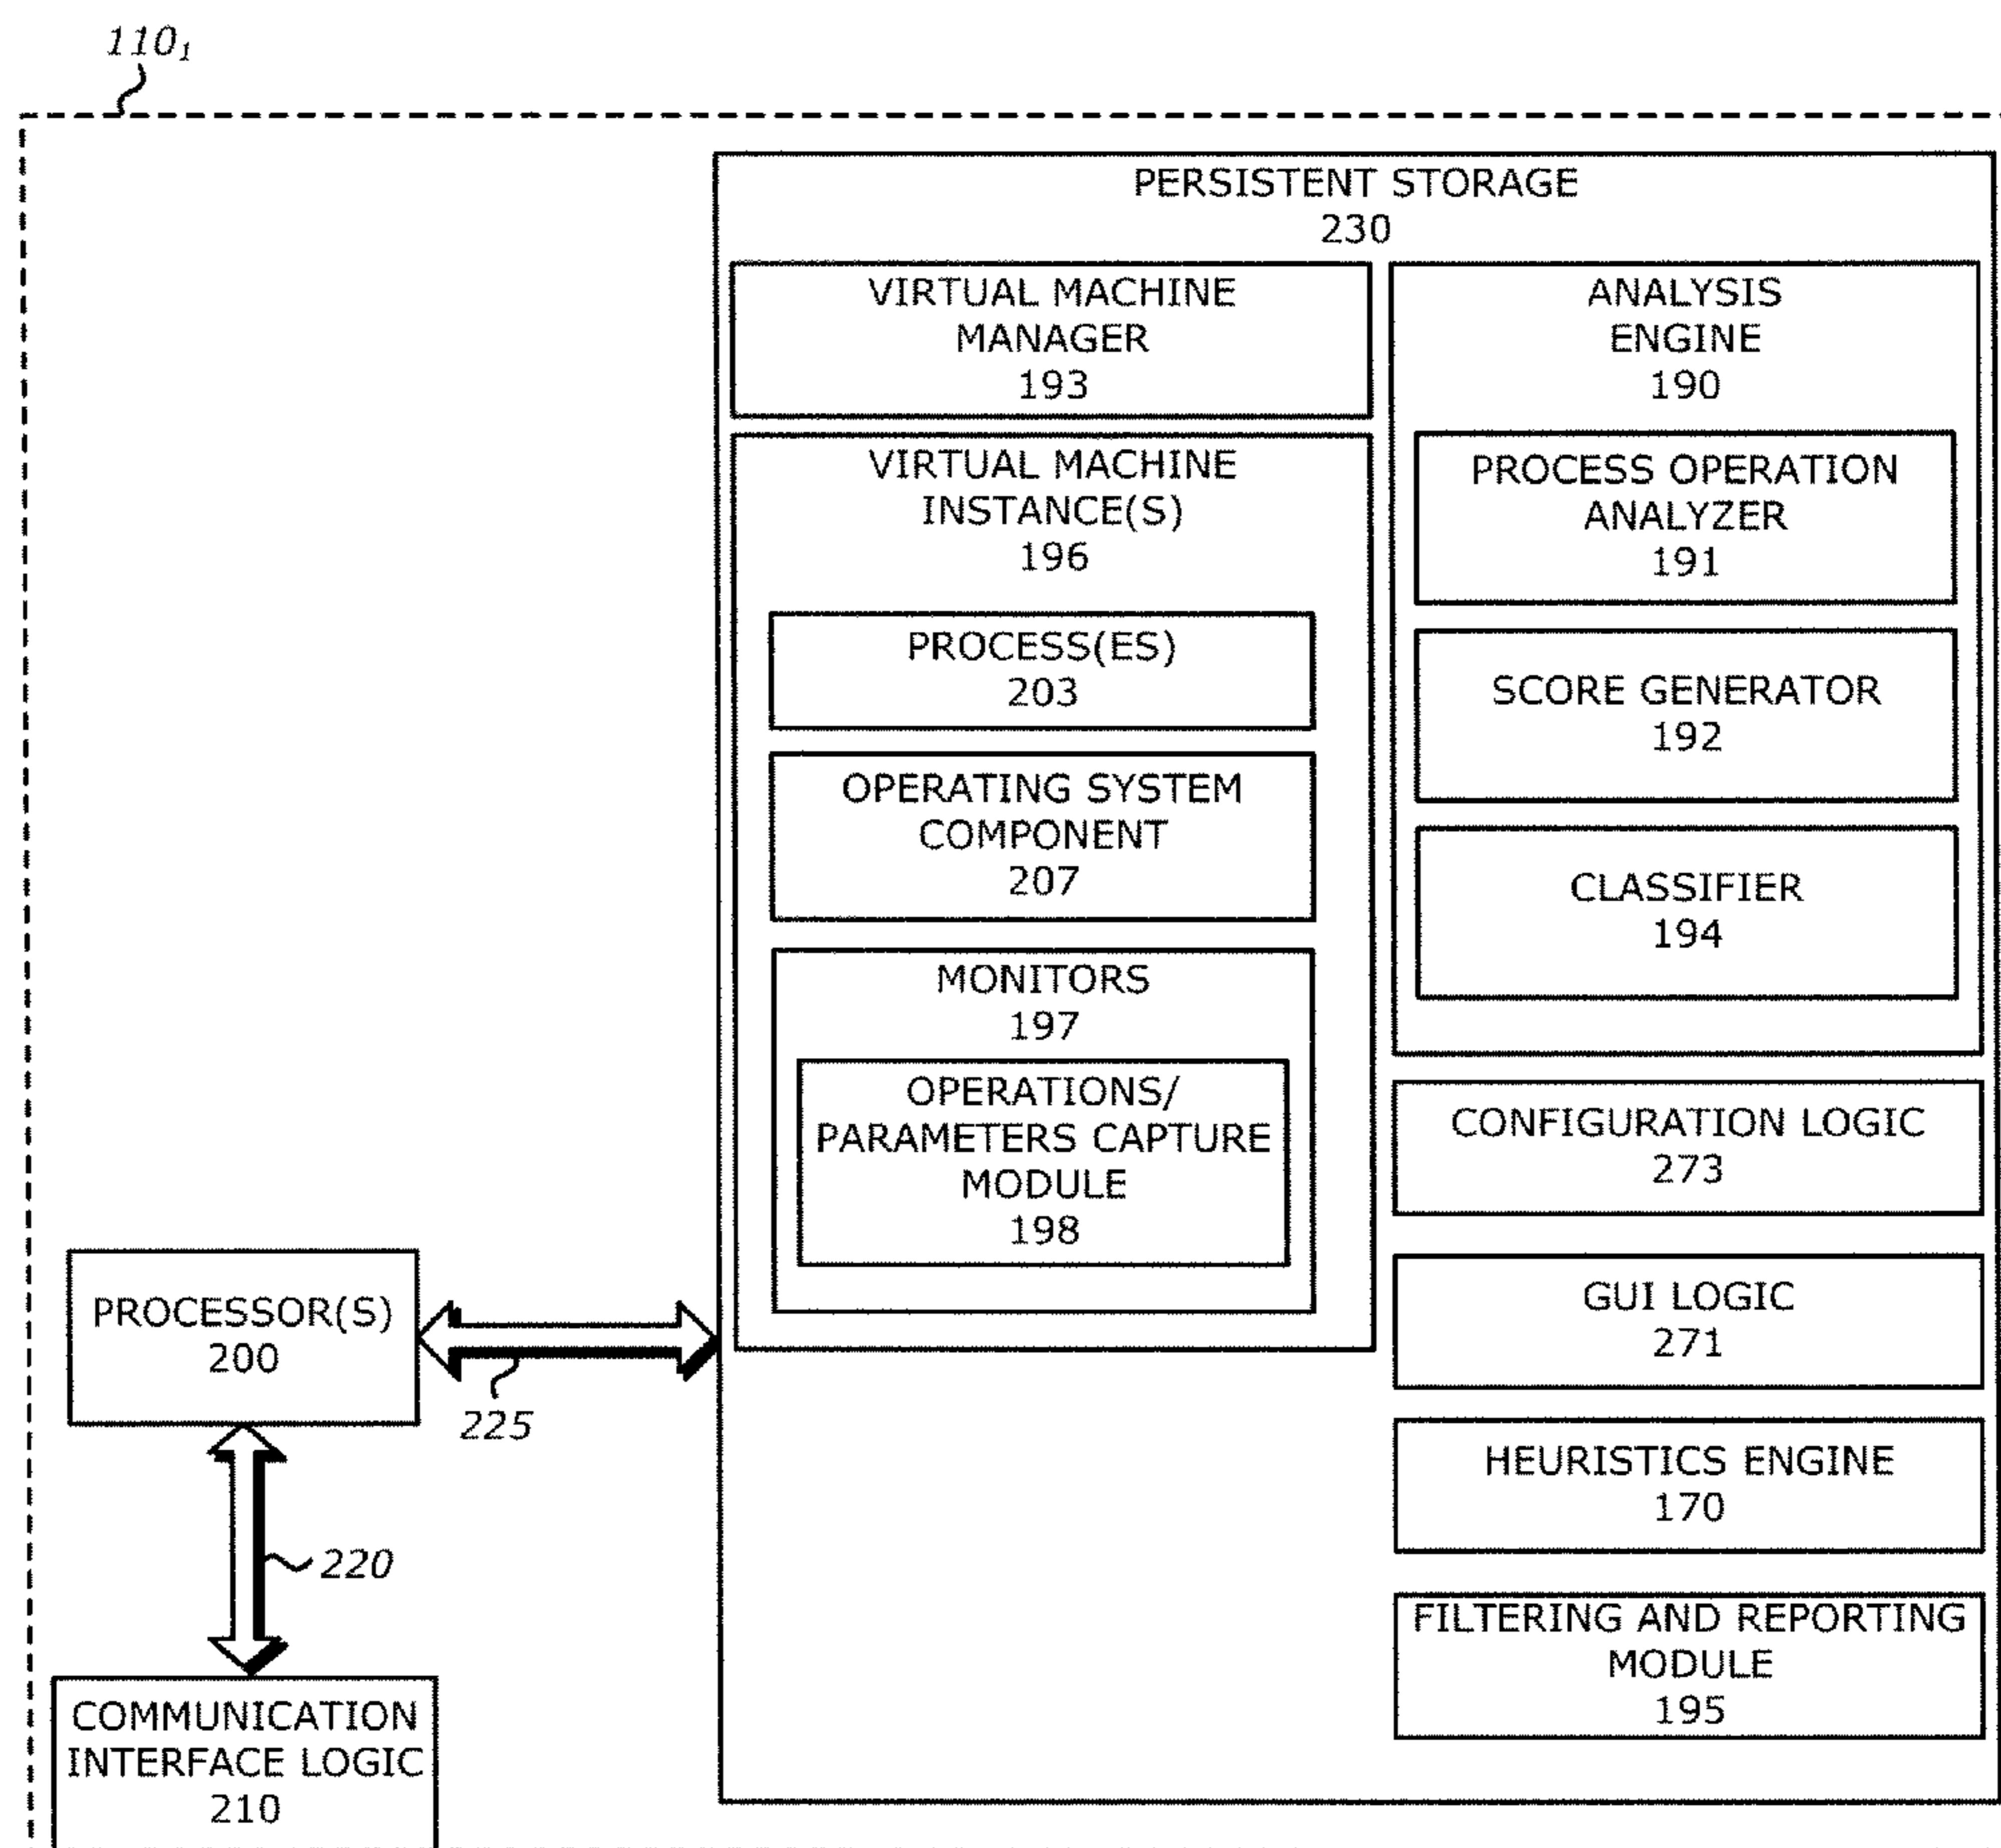 110₁
PERSISTENT STORAGE
230
VIRTUAL MACHINE
MANAGER
193
VIRTUAL MACHINE
INSTANCE(S)
196
PROCESS(ES)
203
OPERATING SYSTEM
COMPONENT
207
MONITORS
197
OPERATIONS/
PARAMETERS CAPTURE
MODULE
198
ANALYSIS
ENGINE
190
PROCESS OPERATION
ANALYZER
191
SCORE GENERATOR
192
CLASSIFIER
194
CONFIGURATION LOGIC
273
GUI LOGIC
271
HEURISTICS ENGINE
170
FILTERING AND REPORTING
MODULE
195
PROCESSOR(S)
200
225
220
COMMUNICATION
INTERFACE LOGIC
210